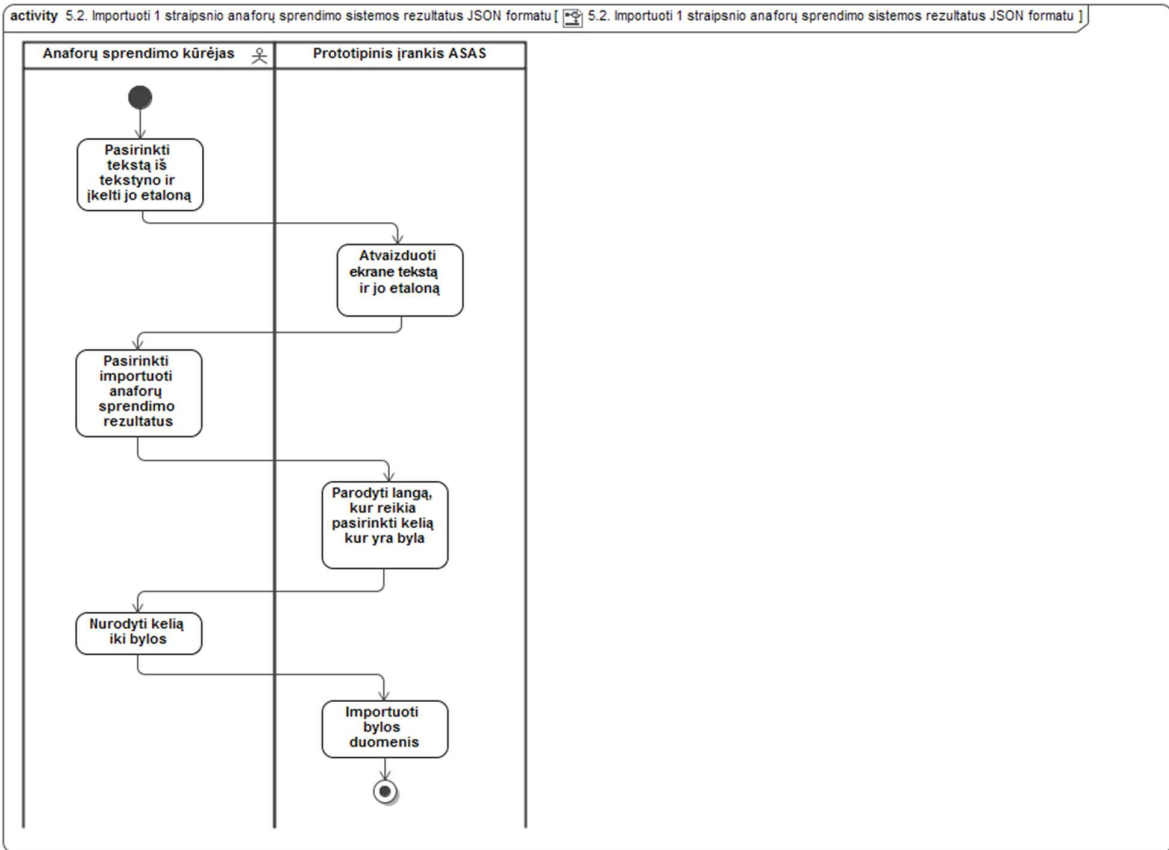 activity 5.2. Importuoti 1 straipsnio anaforų sprendimo sistemos rezultatus JSON formatu [ 5.2. Importuoti 1 straipsnio anaforų sprendimo sistemos rezultatus JSON formatu ]
Anaforų sprendimo kūrėjas
Prototipinis įrankis ASAS
Pasirinkti
tekstą iš
tekstyno ir
įkelti jo etaloną
Atvaizduoti
ekrane tekstą
ir jo etaloną
Pasirinkti
importuoti
anaforų
sprendimo
rezultatus
Parodyti langą,
kur reikia
pasirinkti kelią
kur yra byla
Nurodyti kelią
iki bylos
Importuoti
bylos
duomenis